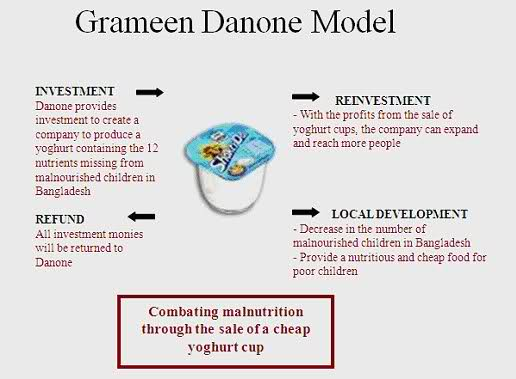 Grameen Danone Model
INVESTMENT
Danone provides
investment to create a
company to produce a
yoghurt containing the 12
nutrients missing from
malnourished children in
Bangladesh
REFUND
All investment monies
will be returned to
Danone
REINVESTMENT
- With the profits from the sale of
yoghurt cups, the company can expand
and reach more people
LOCAL DEVELOPMENT
- Decrease in the number of
malnourished children in Bangladesh
- Provide a nutritious and cheap food for
poor children
Combating malnutrition
through the sale of a cheap
yoghurt cup